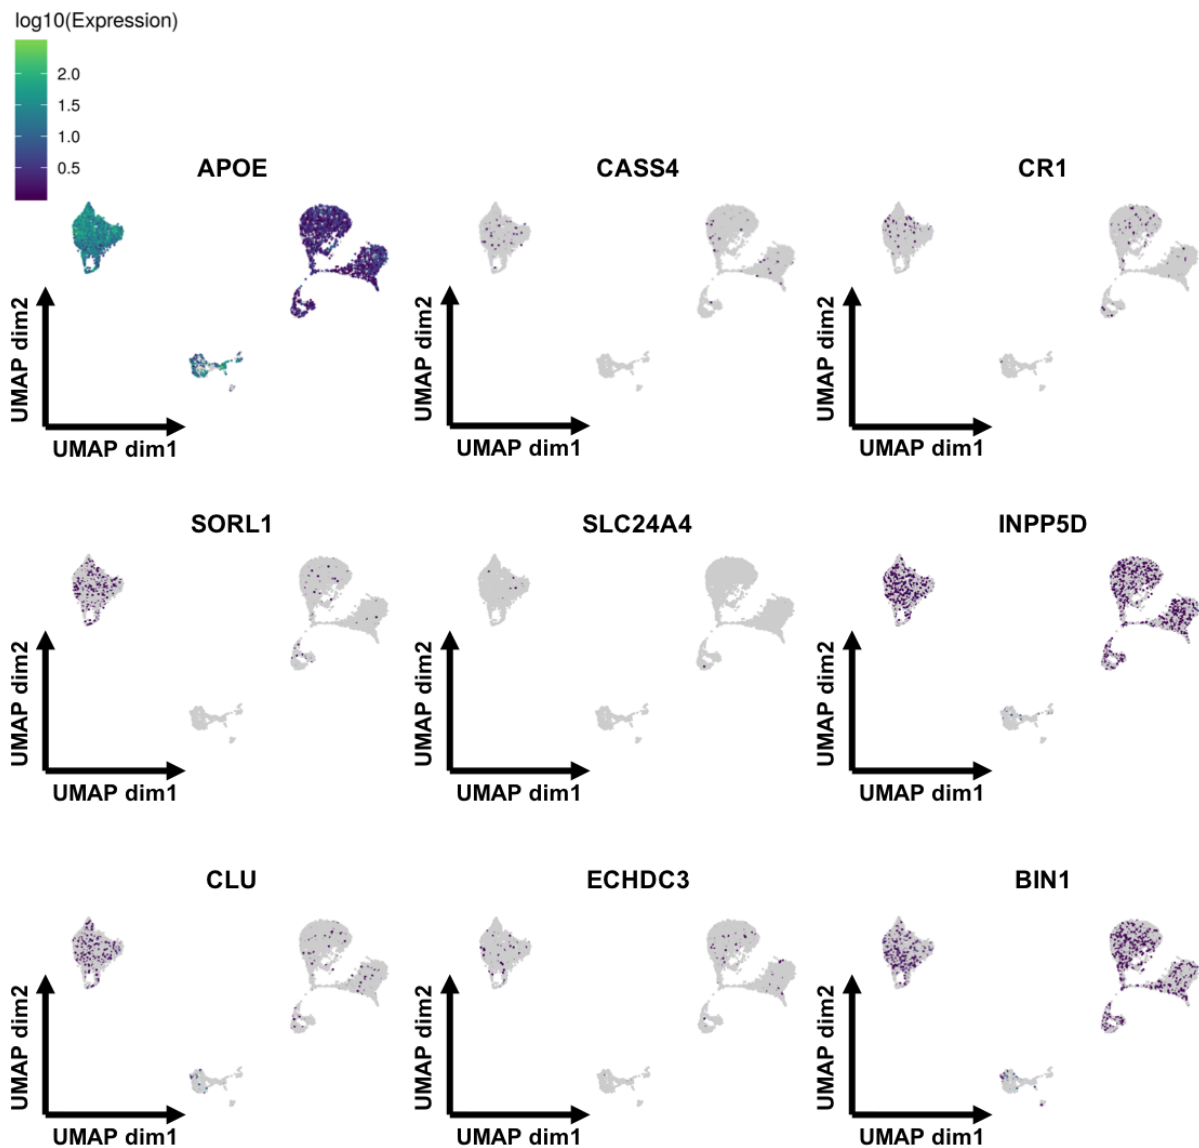 log10(Expression)
2.0
1.5
1.0
0.5
APOE
CASS4
CR1
UMAP dim2
UMAP dim1
UMAP dim2
UMAP dim1
UMAP dim2
UMAP dim1
SORL1
SLC24A4
INPP5D
UMAP dim2
UMAP dim1
UMAP dim2
UMAP dim1
UMAP dim2
UMAP dim1
CLU
ECHDC3
BIN1
UMAP dim2
UMAP dim1
UMAP dim2
UMAP dim1
UMAP dim2
UMAP dim1